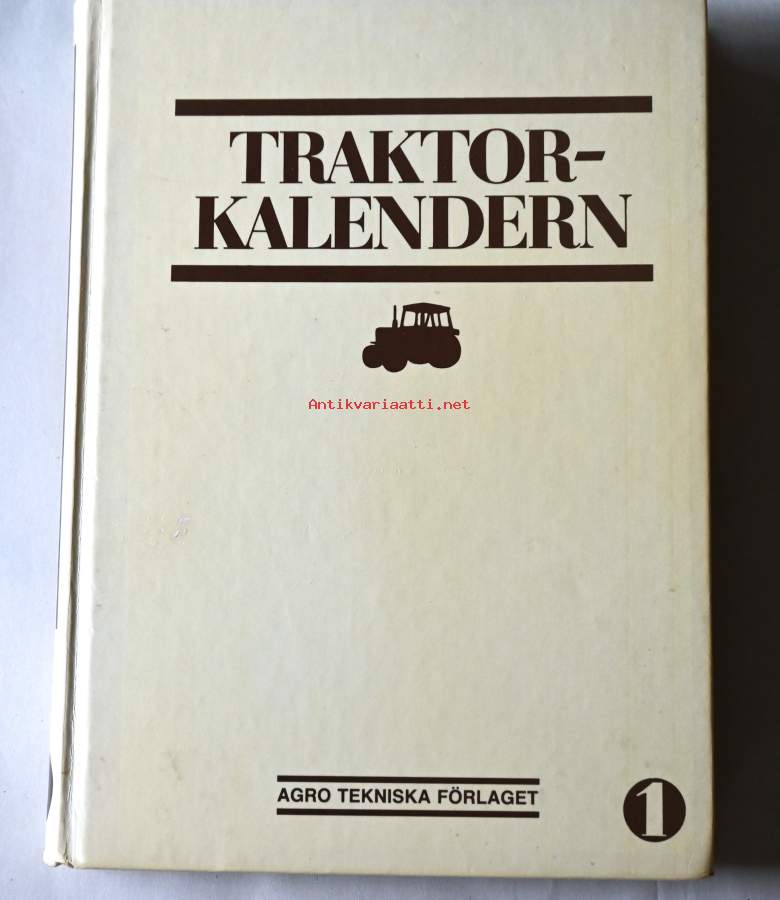 TRAKTOR-
KALENDERN
Antikvariaatti.net
AGRO TEKNISKA FÖRLAGET
1